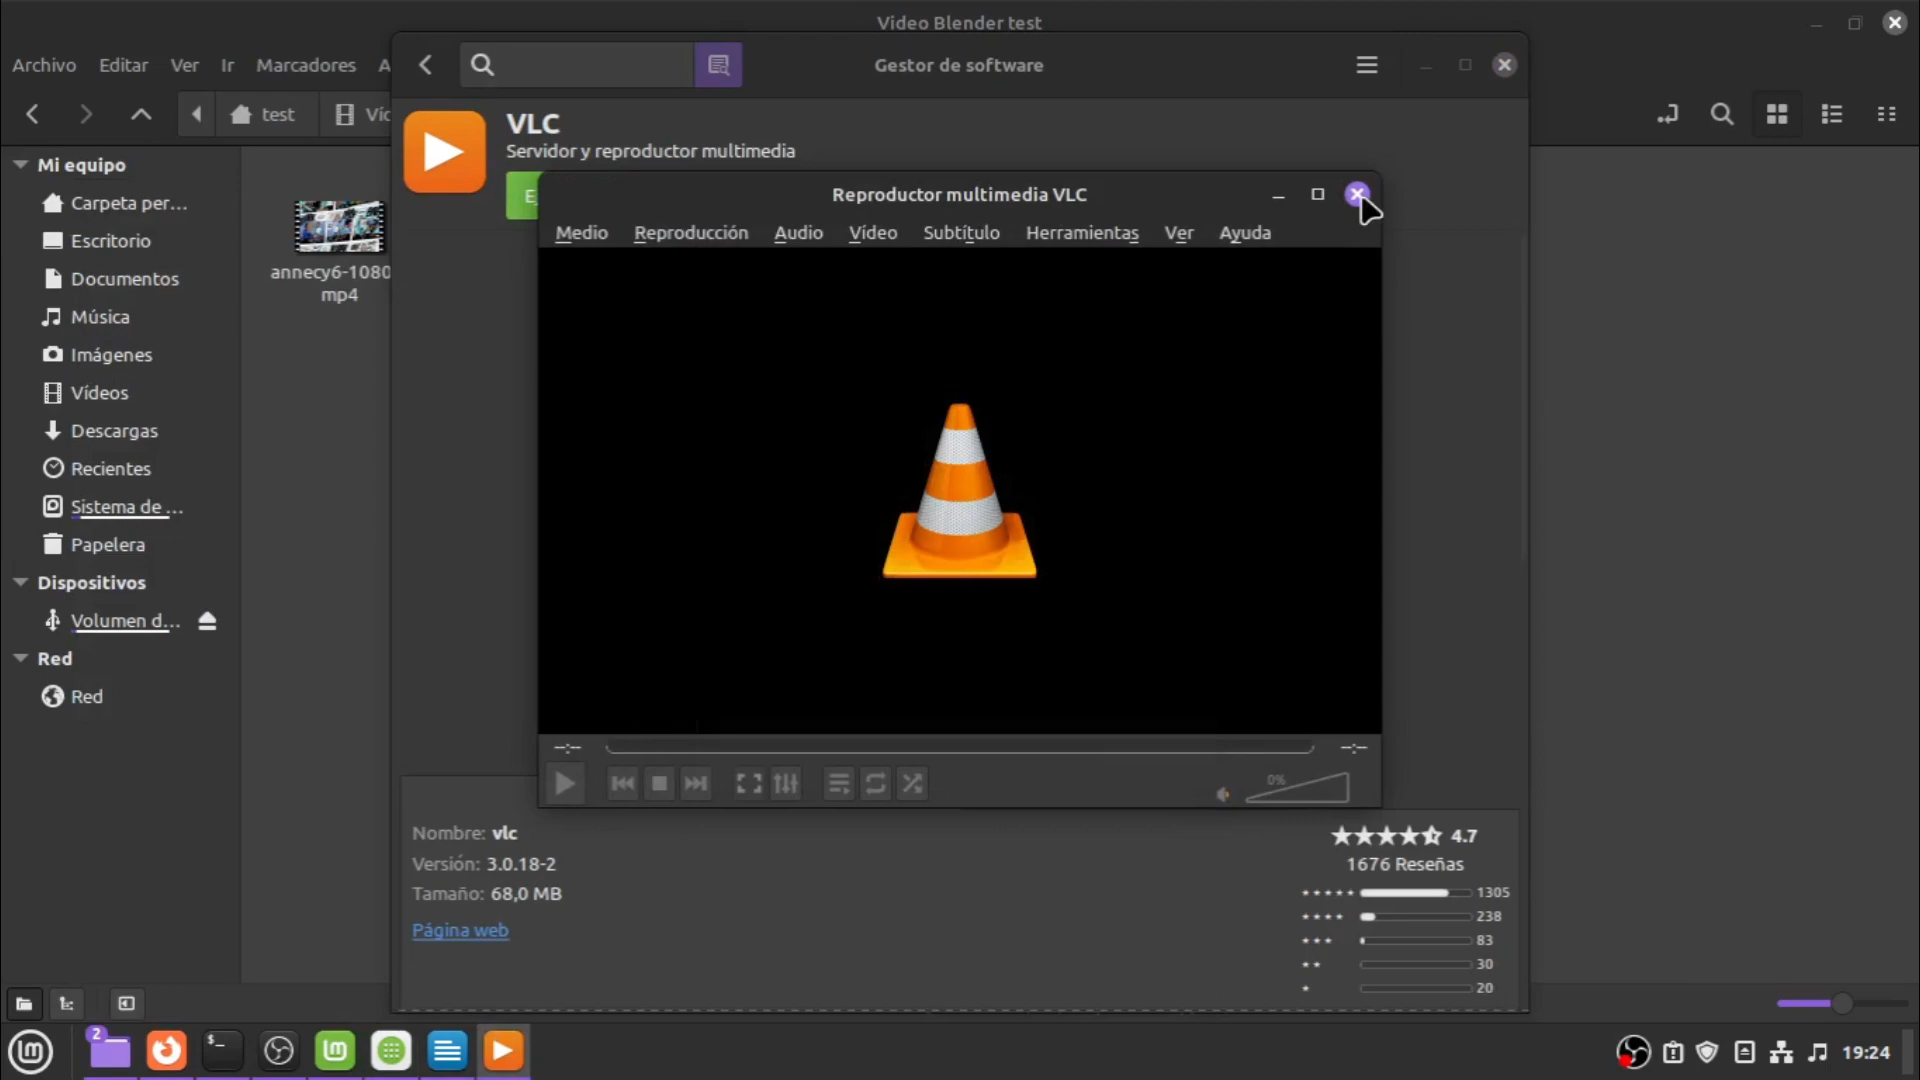 Video Blender test
Archivo Editar Ver Ir Marcadores A
Gestor de software
test
VLC
Servidor y reproductor multimedia
Mi equipo
Carpeta per...
Escritorio
Documentos
Música
Imágenes
Vídeos
Descargas
Recientes
Sistema de ...
Papelera
Dispositivos
Volumen d...
Red
Red
annecy6-1080
mp4
Reproductor multimedia VLC
Medio Reproducción Audio Vídeo Subtítulo Herramientas Ver Ayuda
--:-- --:--
0%
Nombre: vlc
Versión: 3.0.18-2
Tamaño: 68,0 MB
Página web
4.7
1676 Reseñas
1305
238
83
30
20
2
$_
19:24